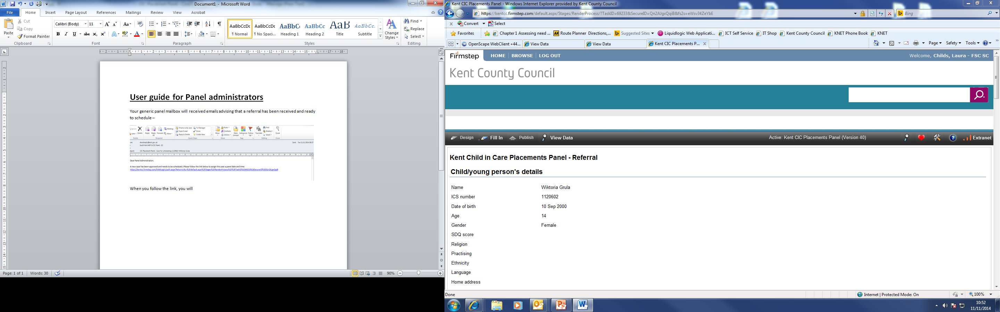 Document1 - Microsoft Word
File Home Insert Page Layout References Mailings Review View Acrobat
Cut
Copy
Format Painter
Paste
Calibri (Body) 11
Clipboard Font Paragraph Styles Editing
AaBbCcDc AaBbCcDc AaBbC AaBbCc AaB AaBbCc.
¶ Normal ¶ No Spaci... Heading 1 Heading 2 Title Subtitle
Change Styles
Find
Replace
Select
User guide for Panel administrators
Your generic panel mailbox will received emails advising that a referral has been received and ready
to schedule –
Delete Reply Reply All Forward Meeting More
Finance only case To Manager
Team E-mail Done
Reply & Delete Create New
Move Rules OneNote Actions Mark Unread Categorize Follow Up Translate Find Related Select Zoom
Delete Respond Quick Steps Move Tags Editing Zoom
donotreply@kent.gov.uk Sent Tue 11/11/2014 08:37
South Kent ARF & CIC Panel - SC
CIC Placement Panel - Case for scheduling: 1120602 Wiktoria Grula
Dear Panel Administration.
A new case has been approved and needs to be scheduled. Please follow the link below to assign this case a panel date and time:
When you follow the link, you will
Page: 1 of 1 Words: 30 90%
Kent CIC Placements Panel - Windows Internet Explorer provided by Kent County Council
https://kentcc.firmstep.com/default.aspx/Stages/RenderProcess/?TaskID=69233&SecureID=Qn2AJgxQqiB&fs2s=eWsv34ZeYbE
Bing
x Convert Select
Favorites Chapter 1 Assessing need ... AA Route Planner Directions,... Suggested Sites Liquidlogic Web Applicati... ICT Self Service IT Shop Kent County Council KNET Phone Book KNET
OpenScape WebClient +44... View Data View Data Kent CIC Placements P...
Page Safety Tools
Firmstep HOME BROWSE LOG OUT Welcome, Childs, Laura - FSC SC
Kent County Council
Design Fill In Publish View Data Active: Kent CIC Placements Panel (Version 40) Extranet
Kent Child in Care Placements Panel - Referral
Child/young person's details
Name Wiktoria Grula
ICS number 1120602
Date of birth 10 Sep 2000
Age 14
Gender Female
SDQ score
Religion
Practising
Ethnicity
Language
Home address
Done Internet | Protected Mode: On 100%
10:52
11/11/2014